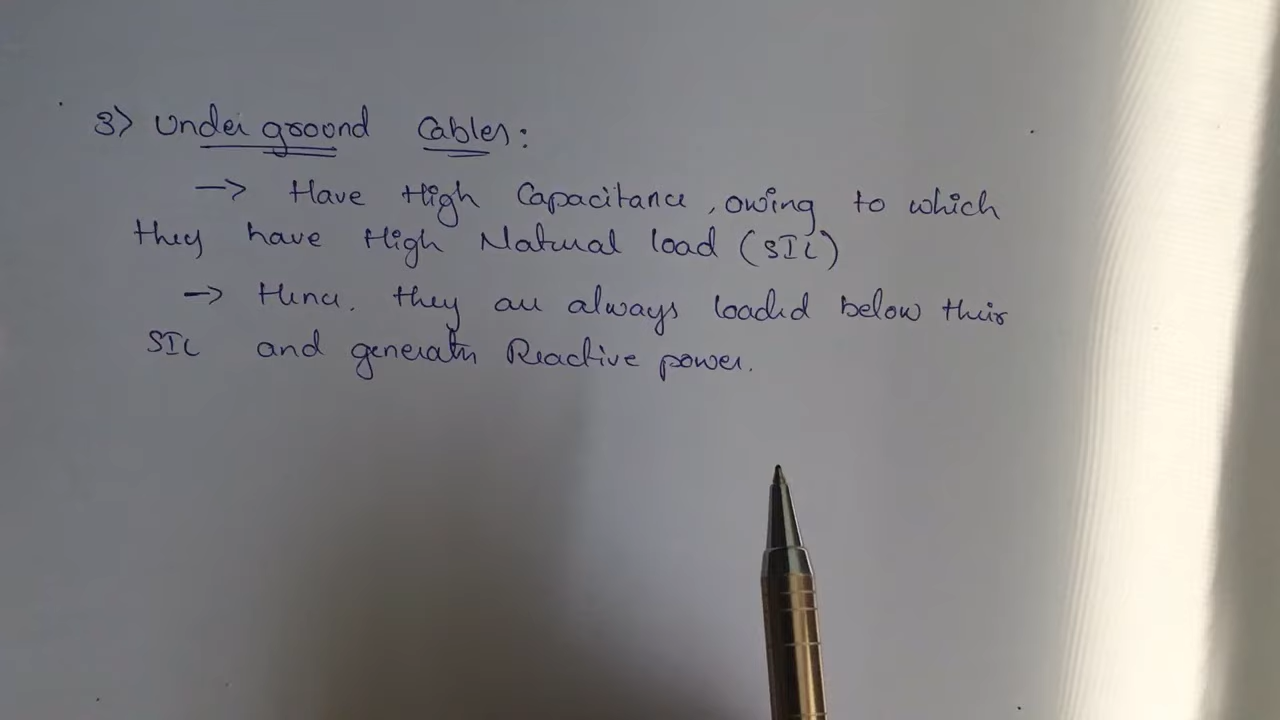 3) Underground Cables:
→ Have High Capacitance, owing to which
they have High Natural load (SIL)
→ Hence. they are always loaded below their
SIL and generates Reactive power.